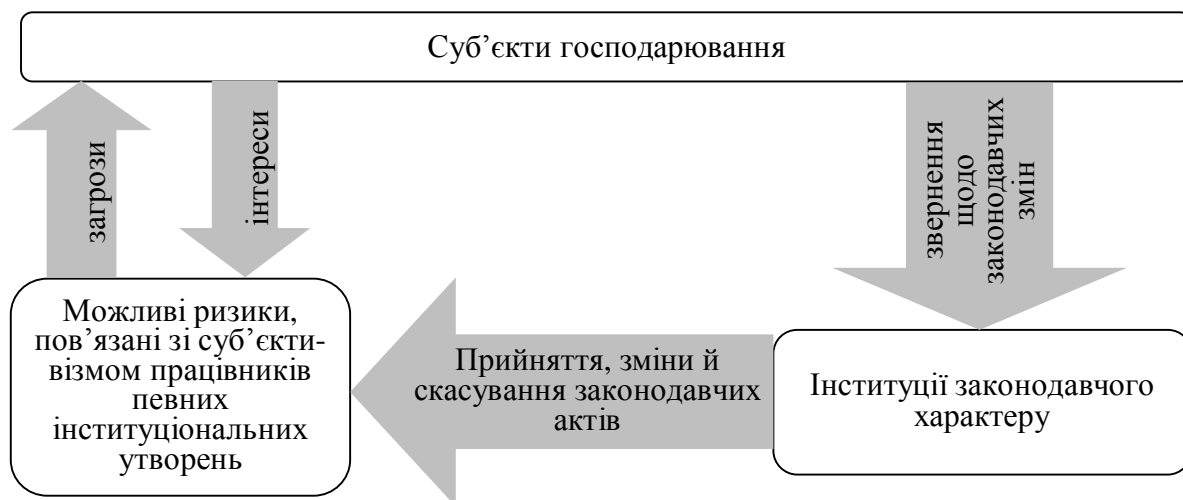 Суб’єкти господарювання
загрози
інтереси
звернення
щодо
законодавчих
змін
Можливі ризики,
пов’язані зі суб’єкти-
візмом працівників
певних
інституціональних
утворень
Прийняття, зміни й
скасування законодавчих
актів
Інституції законодавчого
характеру